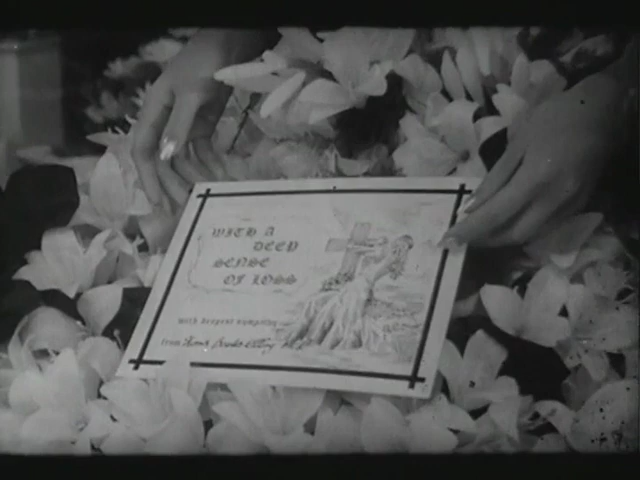 WITH A
DEEP
SENSE
OF LOSS
with deepest sympathy
from